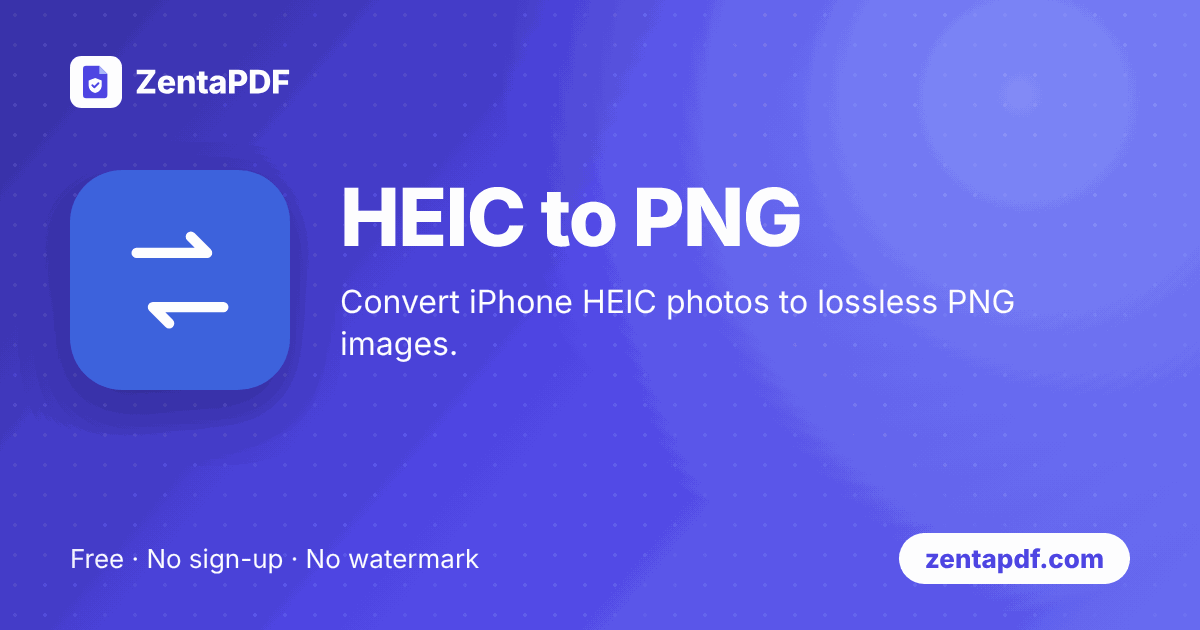 ZentaPDF
HEIC to PNG
Convert iPhone HEIC photos to lossless PNG
images.
Free · No sign-up · No watermark
zentapdf.com